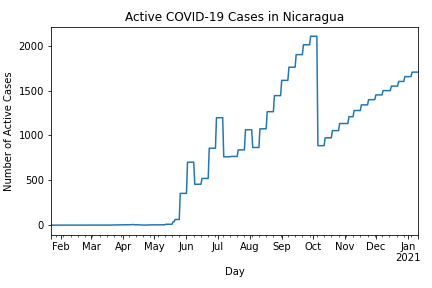 Active COVID-19 Cases in Nicaragua
Number of Active Cases
2000
1500
1000
500
0
Feb Mar Apr May Jun Jul Aug Sep Oct Nov Dec Jan
2021
Day